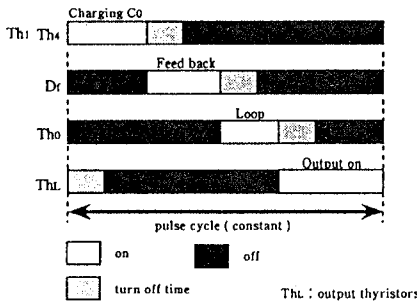 Charging C0
Th1 Th4
Feed back
Df
Loop
Th0
Output on
ThL
pulse cycle ( constant )
on
off
turn off time
ThL : output thyristors